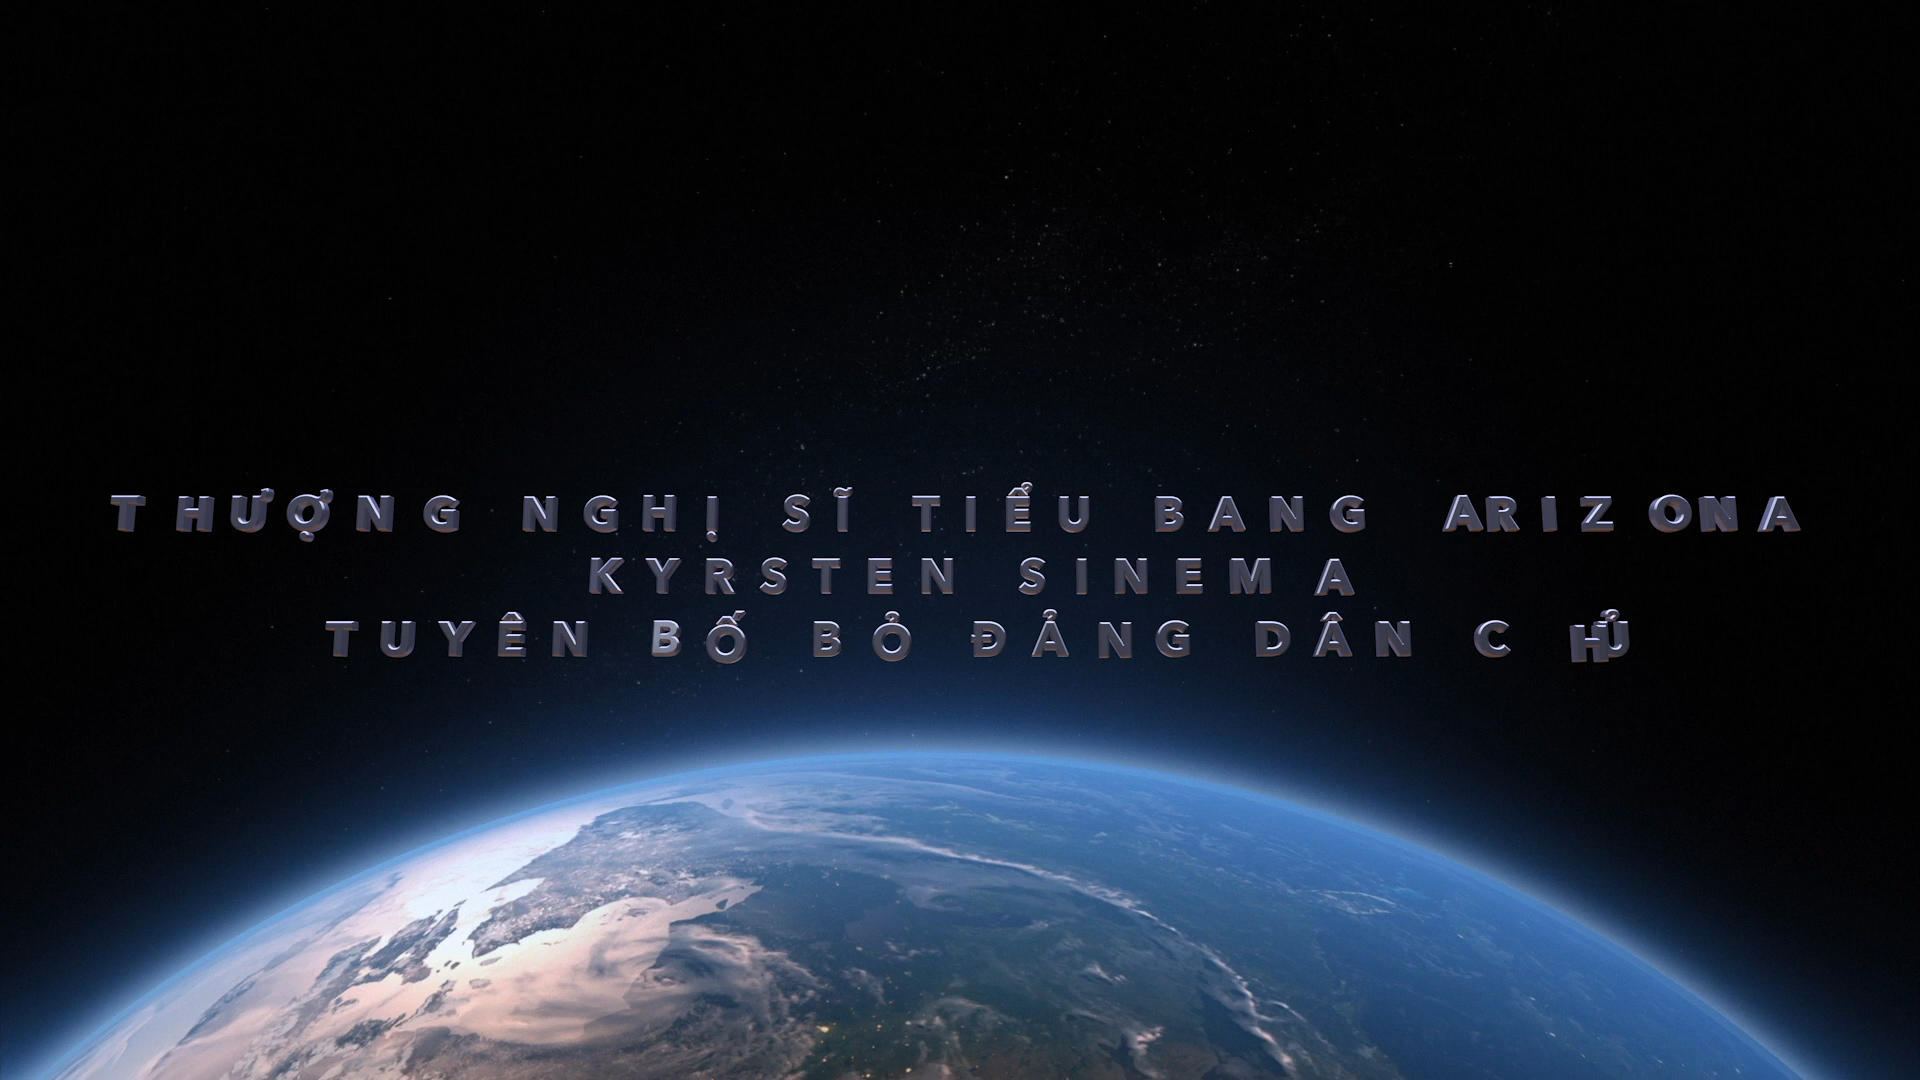 THƯỢNG NGHỊ SĨ TIỂU BANG ARIZONA
KYRSTEN SINEMA
TUYÊN BỐ BỎ ĐẢNG DÂN CHỦ